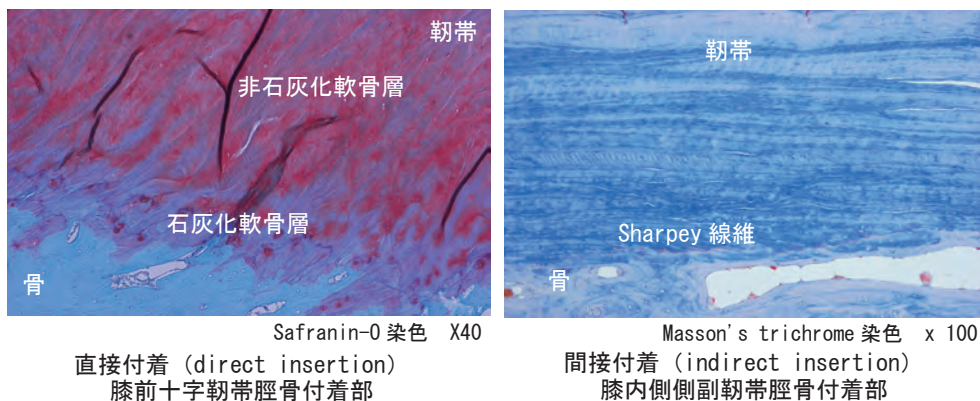 靭帯
非石灰化軟骨層
石灰化軟骨層
骨
Safranin-O 染色 X40
直接付着 (direct insertion)
膝前十字靭帯脛骨付着部
靭帯
Sharpey 線維
骨
Masson's trichrome 染色 x 100
間接付着 (indirect insertion)
膝内側側副靭帯脛骨付着部